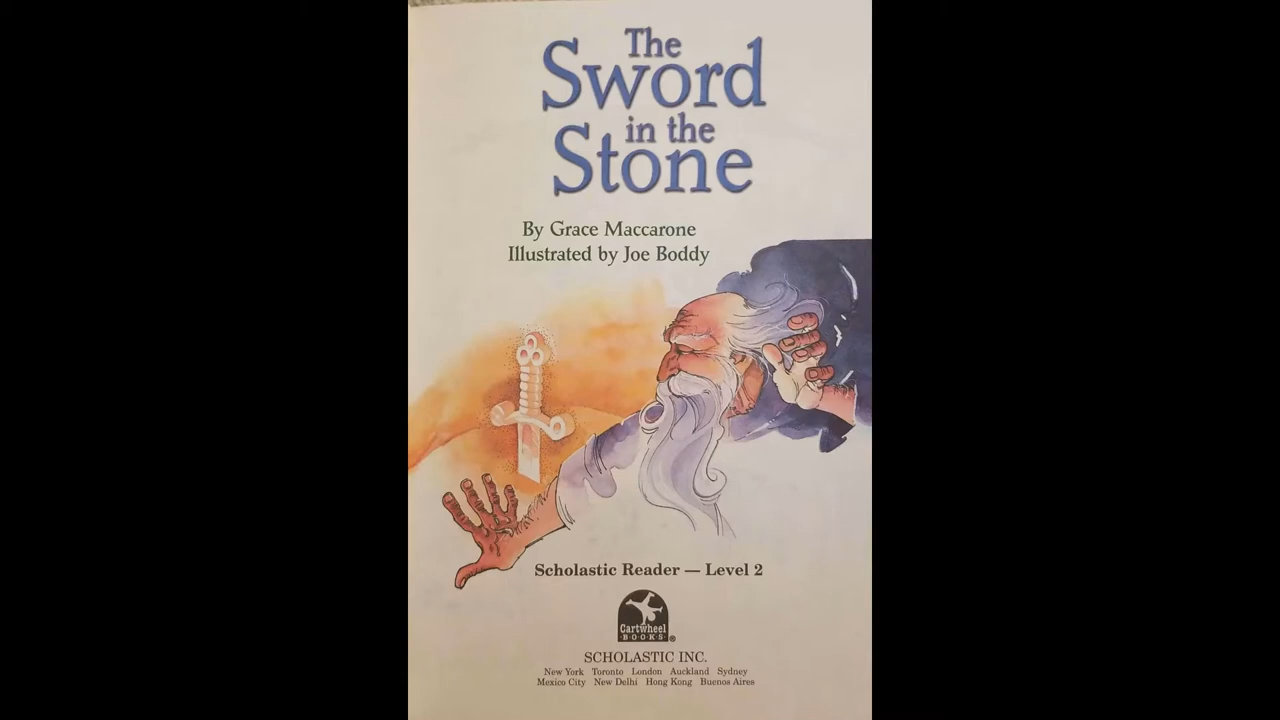 The
Sword
in the
Stone
By Grace Maccarone
Illustrated by Joe Boddy
Scholastic Reader — Level 2
Cartwheel
·BOOKS·®
SCHOLASTIC INC.
New York Toronto London Auckland Sydney
Mexico City New Delhi Hong Kong Buenos Aires